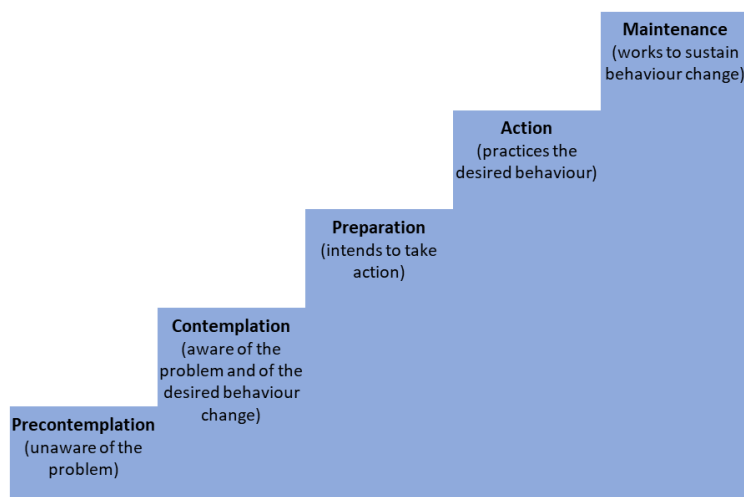 Maintenance
(works to sustain
behaviour change)
Action
(practices the
desired behaviour)
Preparation
(intends to take
action)
Contemplation
(aware of the
problem and of the
desired behaviour
change)
Precontemplation
(unaware of the
problem)